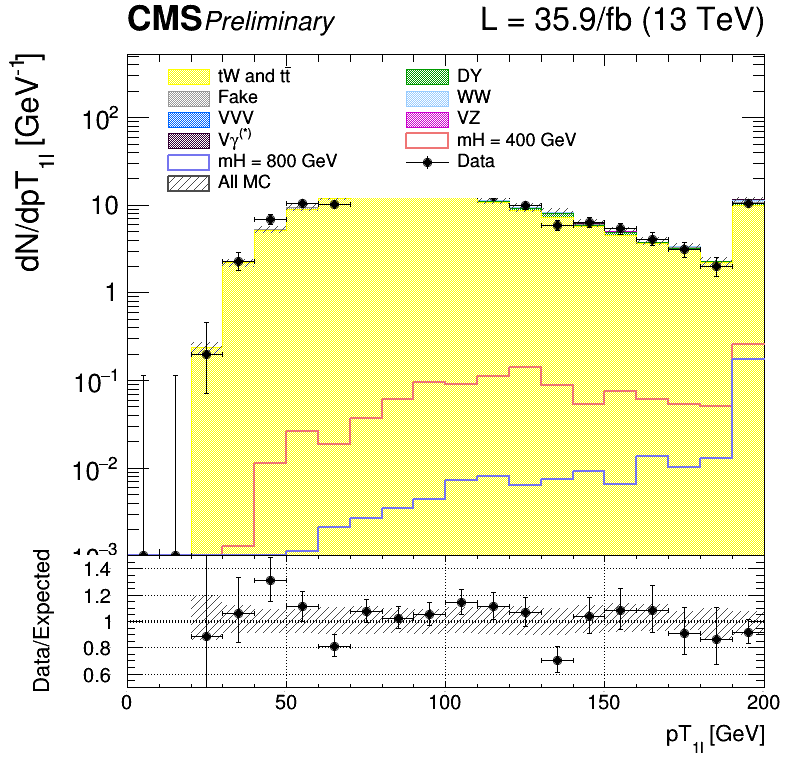 CMS Preliminary L = 35.9/fb (13 TeV)
dN/dpT1l [GeV-1]
tW and tt̄ DY
Fake WW
VVV VZ
Vγ(*) mH = 400 GeV
mH = 800 GeV Data
All MC
10²
10
1
10⁻¹
10⁻²
10⁻³
Data/Expected
1.4
1.2
1
0.8
0.6
0 50 100 150 200
pT1l [GeV]